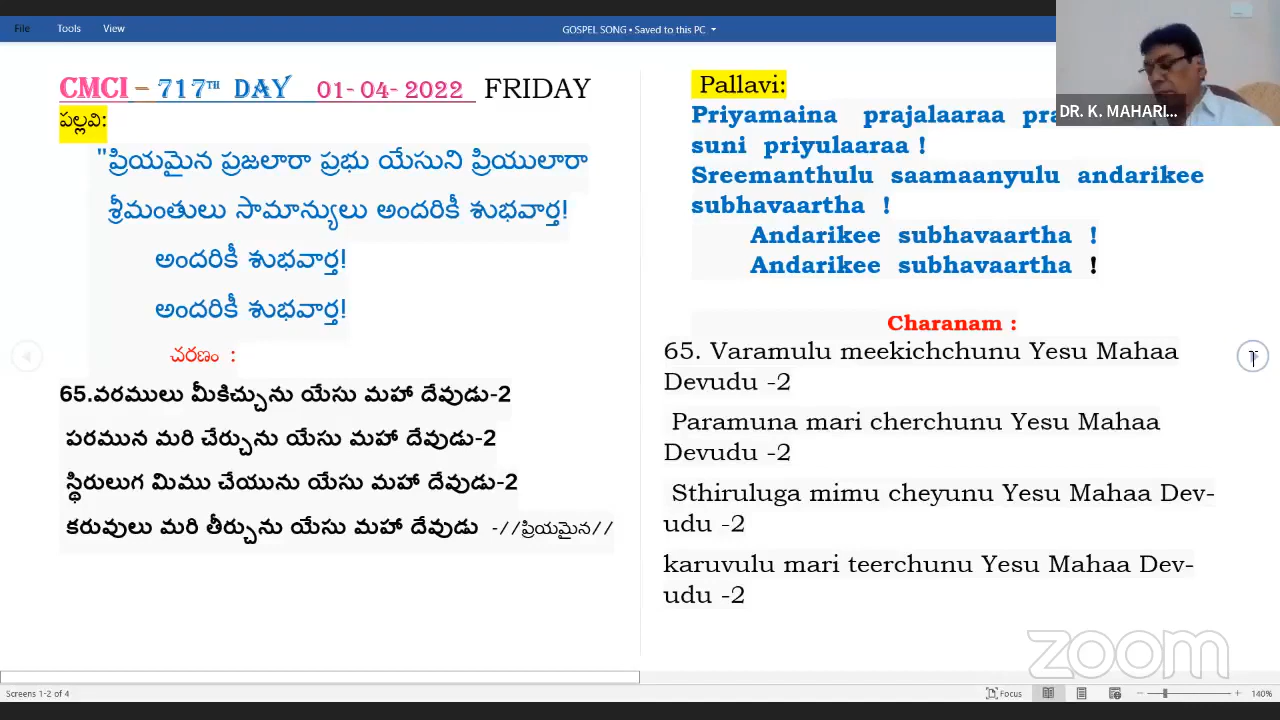 File Tools View
GOSPEL SONG • Saved to this PC
CMCI – 717TH DAY 01-04-2022 FRIDAY
పల్లవి:
"ప్రియమైన ప్రజలారా ప్రభు యేసుని ప్రియులారా
శ్రీమంతులు సామాన్యులు అందరికీ శుభవార్త!
అందరికీ శుభవార్త!
అందరికీ శుభవార్త!
చరణం :
65.వరములు మీకిచ్చును యేసు మహా దేవుడు-2
పరమున మరి చేర్చును యేసు మహా దేవుడు-2
స్థిరులుగ మిము చేయును యేసు మహా దేవుడు-2
కరువులు మరి తీర్చును యేసు మహా దేవుడు -//ప్రియమైన//
Pallavi:
Priyamaina prajalaaraa
suni priyulaaraa !
Sreemanthulu saamaanyulu andarikee
subhavaartha !
Andarikee subhavaartha !
Andarikee subhavaartha !
Charanam :
65. Varamulu meekichchunu Yesu Mahaa
Devudu -2
Paramuna mari cherchunu Yesu Mahaa
Devudu -2
Sthiruluga mimu cheyunu Yesu Mahaa Dev-
udu -2
karuvulu mari teerchunu Yesu Mahaa Dev-
udu -2
DR. K. MAHARI...
zoom
Screens 1-2 of 4
Focus
140%